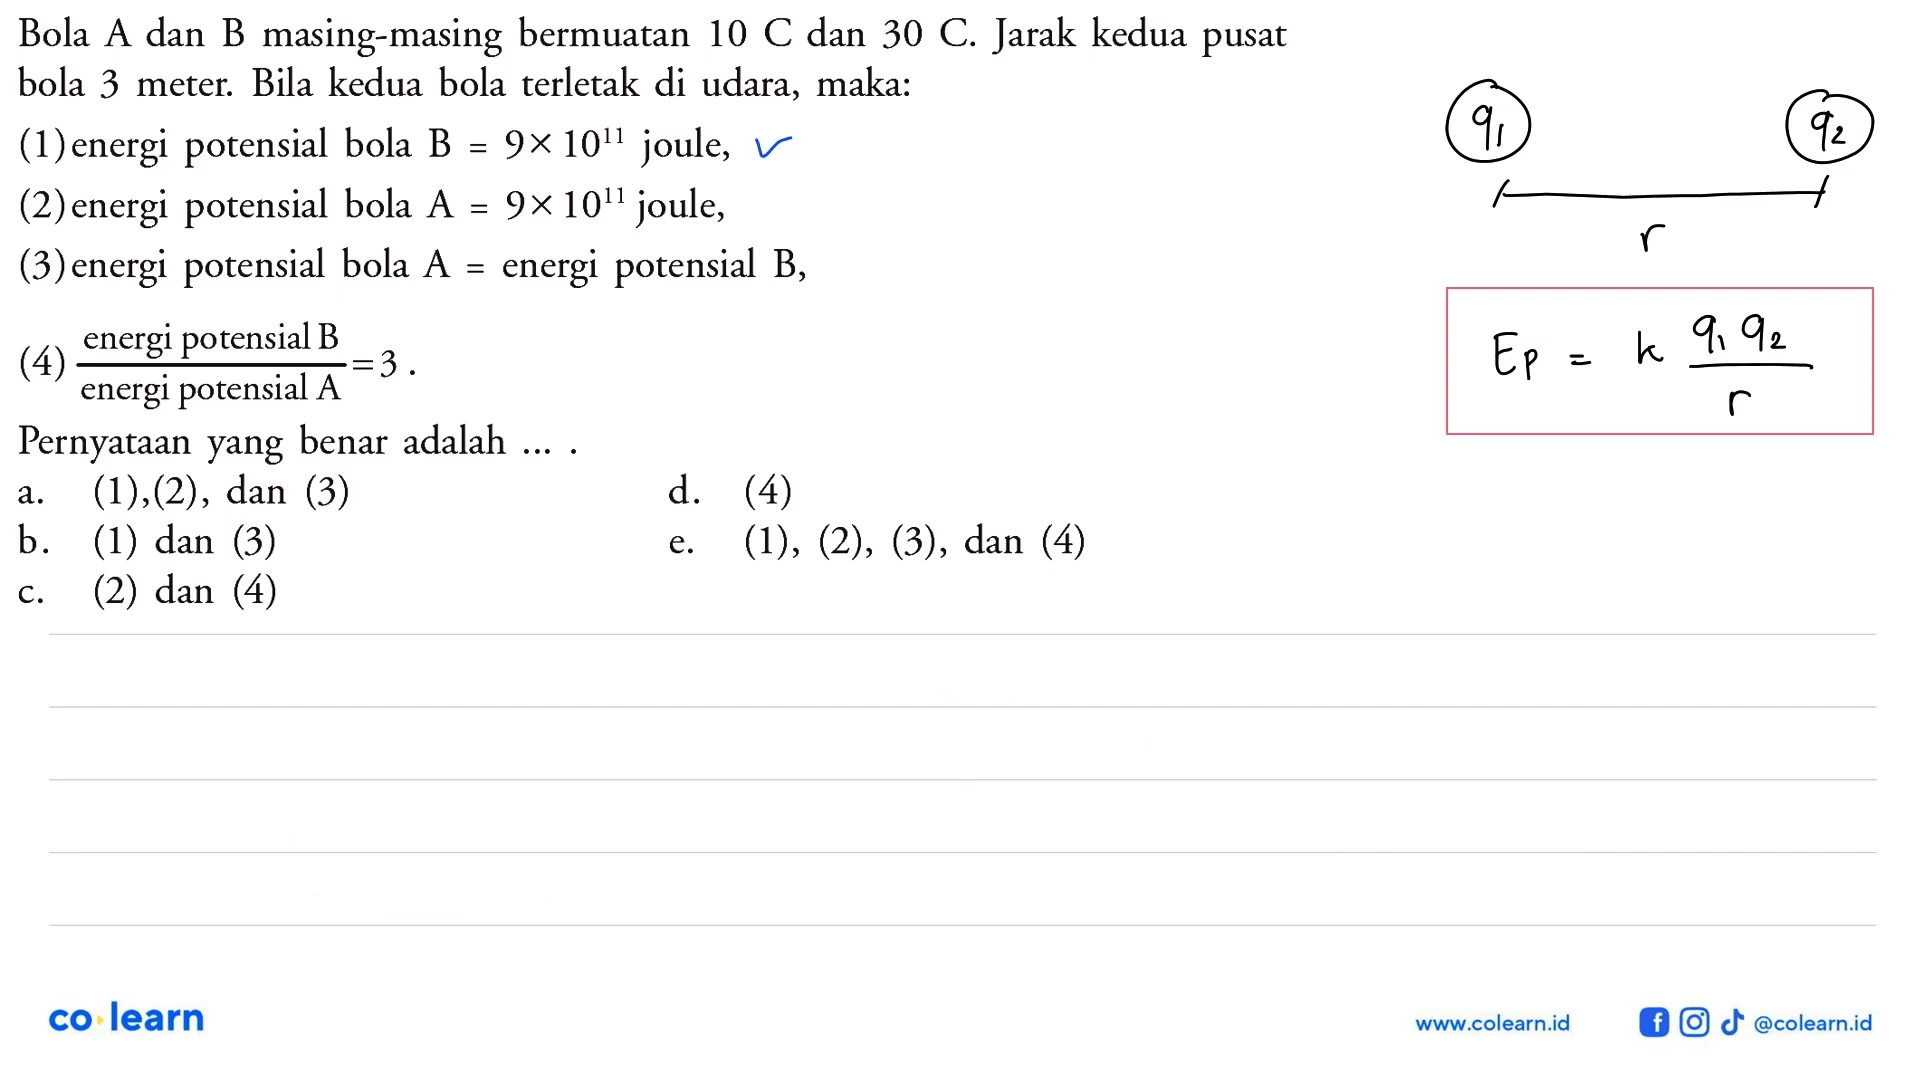 Bola A dan B masing-masing bermuatan 10 C dan 30 C. Jarak kedua pusat
bola 3 meter. Bila kedua bola terletak di udara, maka:
(1) energi potensial bola B = 9×10¹¹ joule, ✓
(2) energi potensial bola A = 9×10¹¹ joule,
(3) energi potensial bola A = energi potensial B,
(4) energi potensial B / energi potensial A = 3 .
Pernyataan yang benar adalah ... .
a. (1),(2), dan (3)
b. (1) dan (3)
c. (2) dan (4)
d. (4)
e. (1), (2), (3), dan (4)
q₁ q₂
r
Ep = k q₁ q₂ / r
co learn
www.colearn.id
@colearn.id